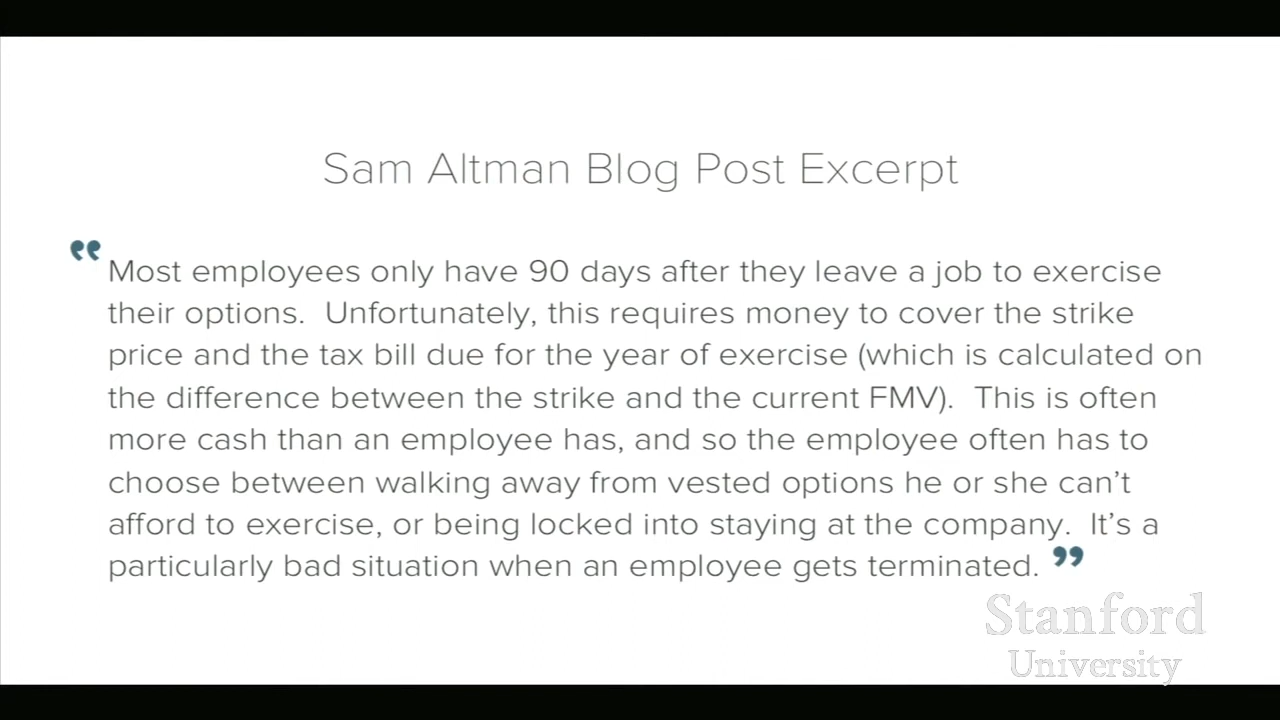 Sam Altman Blog Post Excerpt
“Most employees only have 90 days after they leave a job to exercise
their options.  Unfortunately, this requires money to cover the strike
price and the tax bill due for the year of exercise (which is calculated on
the difference between the strike and the current FMV).  This is often
more cash than an employee has, and so the employee often has to
choose between walking away from vested options he or she can’t
afford to exercise, or being locked into staying at the company.  It’s a
particularly bad situation when an employee gets terminated.”
Stanford
University